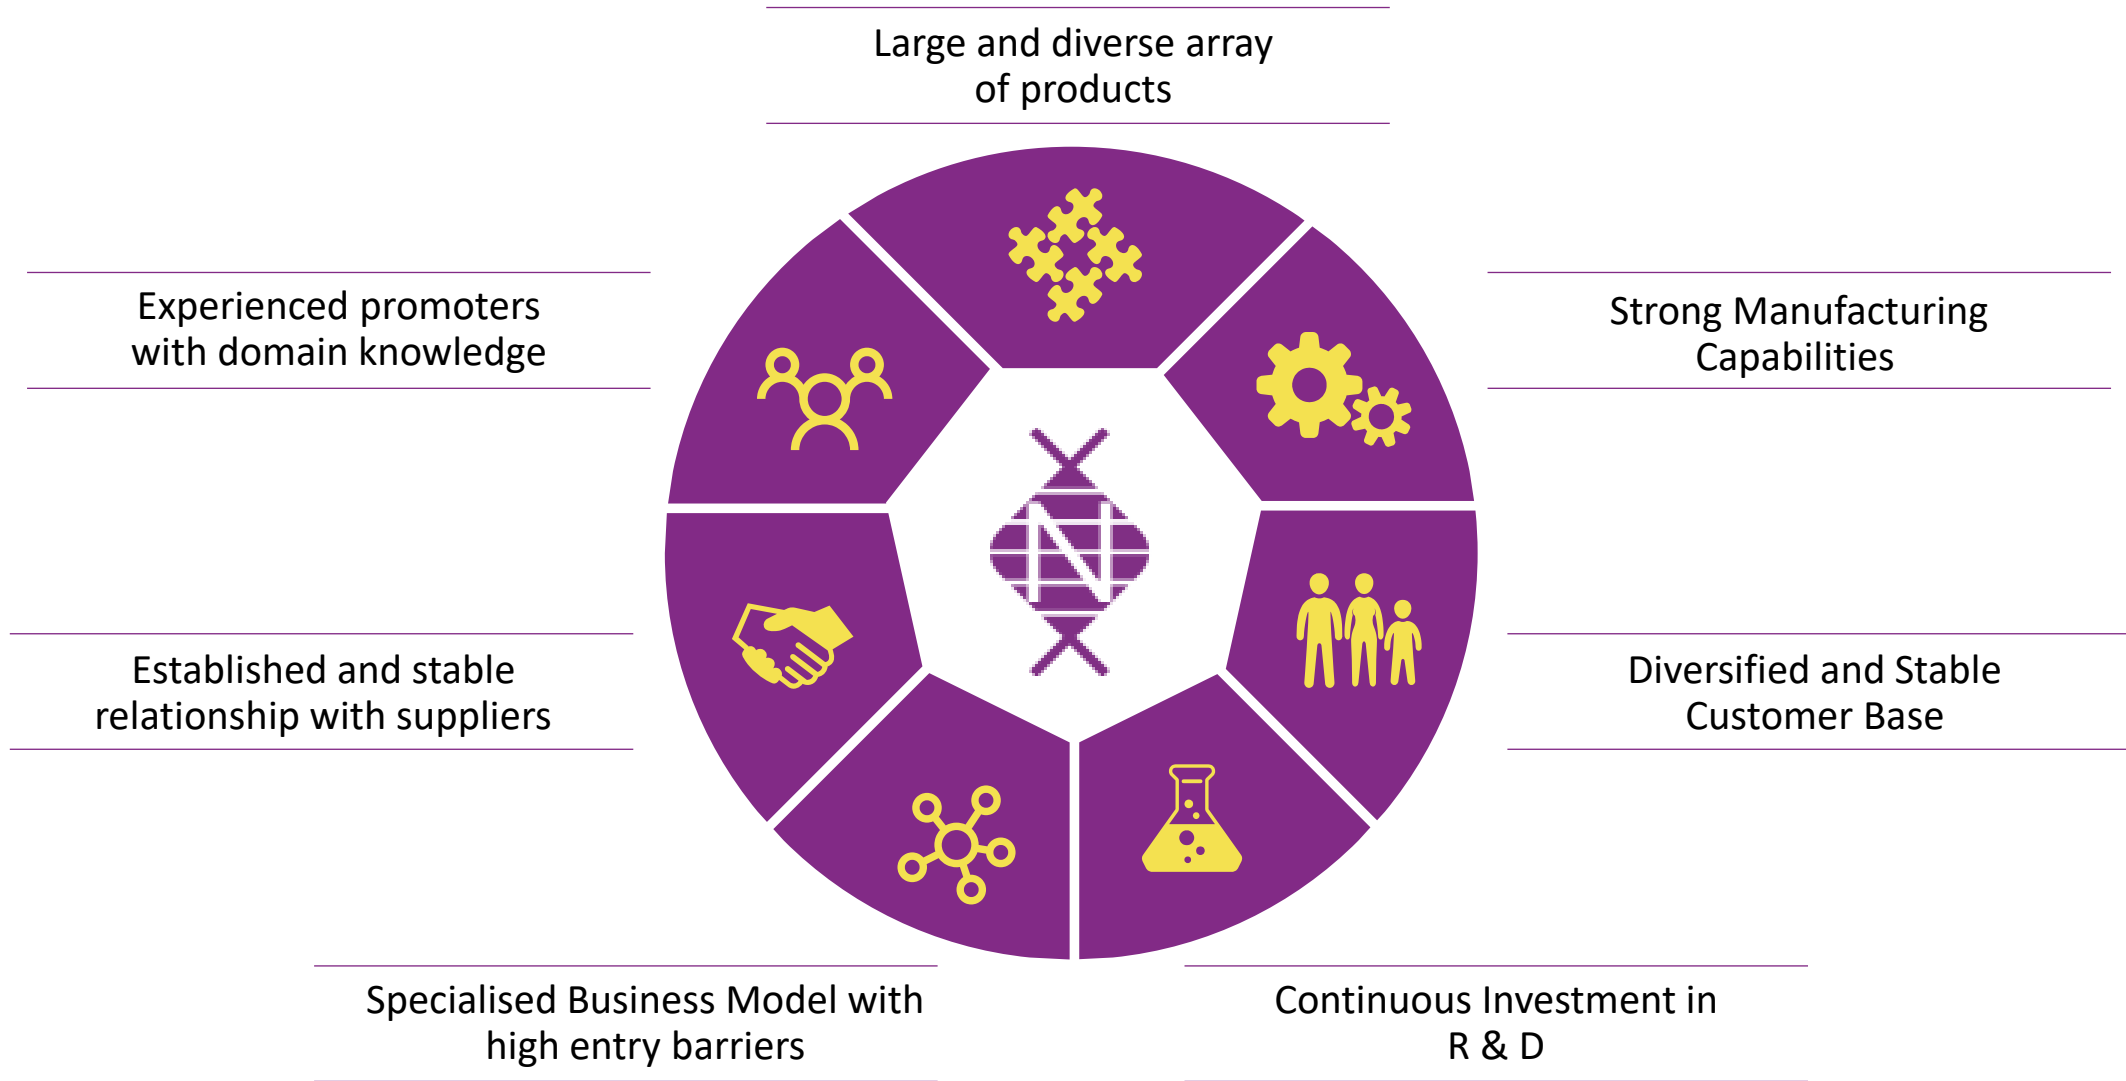 Large and diverse array
of products
Experienced promoters
with domain knowledge
Strong Manufacturing
Capabilities
N
Established and stable
relationship with suppliers
Diversified and Stable
Customer Base
Specialised Business Model with
high entry barriers
Continuous Investment in
R & D